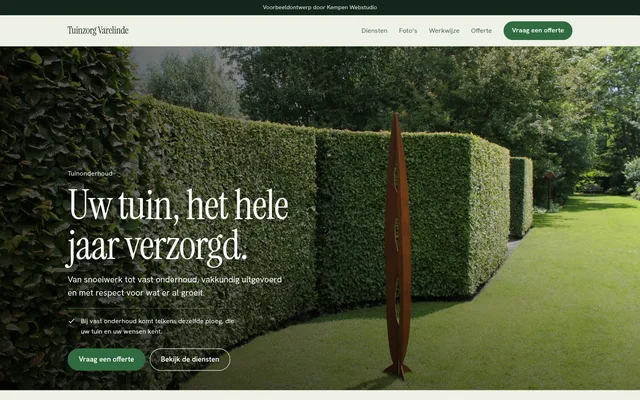 Voorbeeldontwerp door Kempen Webstudio
Tuinzorg Varelinde
Diensten
Foto's
Werkwijze
Offerte
Vraag een offerte
Tuinonderhoud
Uw tuin, het hele
jaar verzorgd.
Van snoeiwerk tot vast onderhoud, vakkundig uitgevoerd
en met respect voor wat er al groeit.
Bij vast onderhoud komt telkens dezelfde ploeg, die
uw tuin en uw wensen kent.
Vraag een offerte
Bekijk de diensten